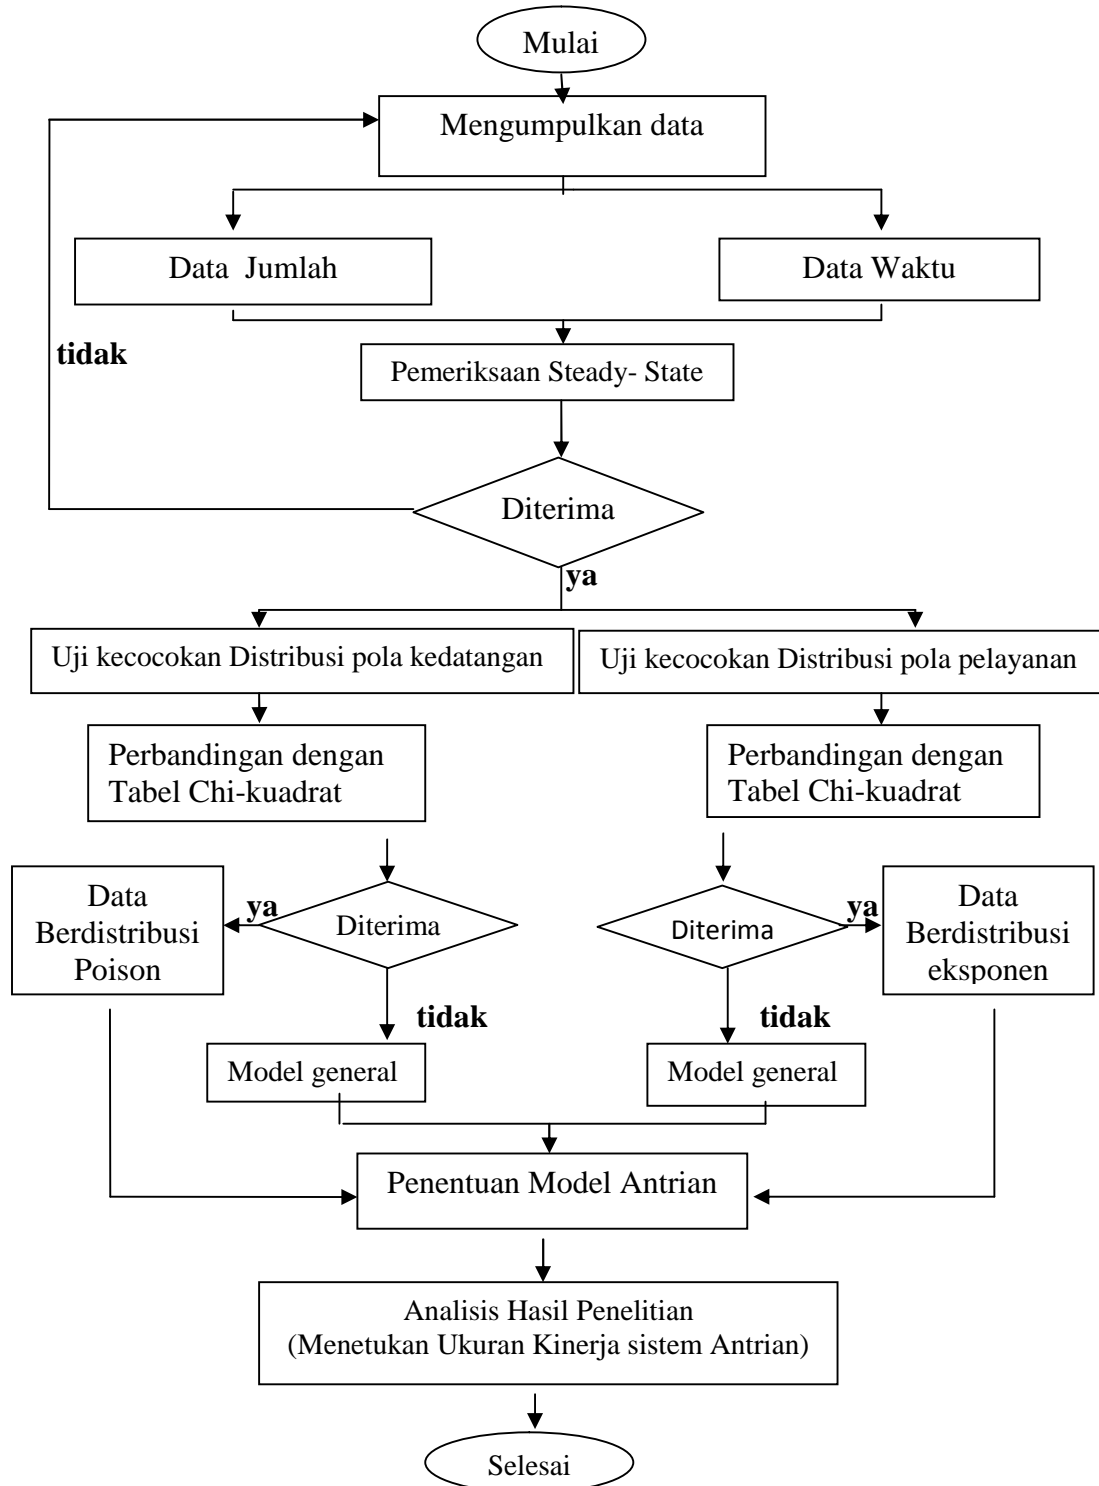 Mulai
Mengumpulkan data
Data Jumlah
Data Waktu
tidak
Pemeriksaan Steady- State
Diterima
ya
Uji kecocokan Distribusi pola kedatangan
Uji kecocokan Distribusi pola pelayanan
Perbandingan dengan
Tabel Chi-kuadrat
Perbandingan dengan
Tabel Chi-kuadrat
Data
Berdistribusi
Poison
ya
Diterima
Diterima
ya
Data
Berdistribusi
eksponen
tidak
tidak
Model general
Model general
Penentuan Model Antrian
Analisis Hasil Penelitian
(Menetukan Ukuran Kinerja sistem Antrian)
Selesai